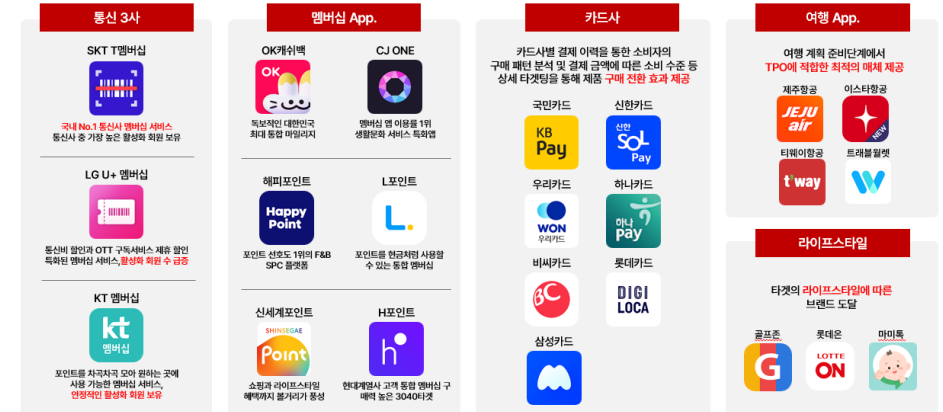 통신 3사
SKT T멤버십
국내 No.1 통신사 멤버십 서비스
통신사 중 가장 높은 활성화 회원 보유
LG U+ 멤버십
통신비 할인과 OTT 구독서비스 제휴 할인
특화된 멤버십 서비스,활성화 회원 수 급증
KT 멤버십
kt
멤버십
포인트를 차곡차곡 모아 원하는 곳에
사용 가능한 멤버십 서비스,
안정적인 활성화 회원 보유
멤버십 App.
OK캐쉬백
OK
독보적인 대한민국
최대 통합 마일리지
CJ ONE
멤버십 앱 이용률 1위
생활문화 서비스 특화앱
해피포인트
Happy
Point
포인트 선호도 1위의 F&B
SPC 플랫폼
L포인트
L.
포인트를 현금처럼 사용할
수 있는 통합 멤버십
신세계포인트
SHINSEGAE
Point
쇼핑과 라이프스타일
혜택까지 볼거리가 풍성
H포인트
h
현대계열사 고객 통합 멤버십 구
매력 높은 3040타겟
카드사
카드사별 결제 이력을 통한 소비자의
구매 패턴 분석 및 결제 금액에 따른 소비 수준 등
상세 타겟팅을 통해 제품 구매 전환 효과 제공
국민카드
KB
Pay
신한카드
신한
SOL
Pay
우리카드
WON
우리카드
하나카드
하나
Pay
비씨카드
BC
롯데카드
DIGI
LOCA
삼성카드
여행 App.
여행 계획 준비단계에서
TPO에 적합한 최적의 매체 제공
제주항공
JEJU
air
이스타항공
NEW
티웨이항공
t'way
트래블월렛
라이프스타일
타겟의 라이프스타일에 따른
브랜드 도달
골프존
G
롯데온
LOTTE
ON
마미톡